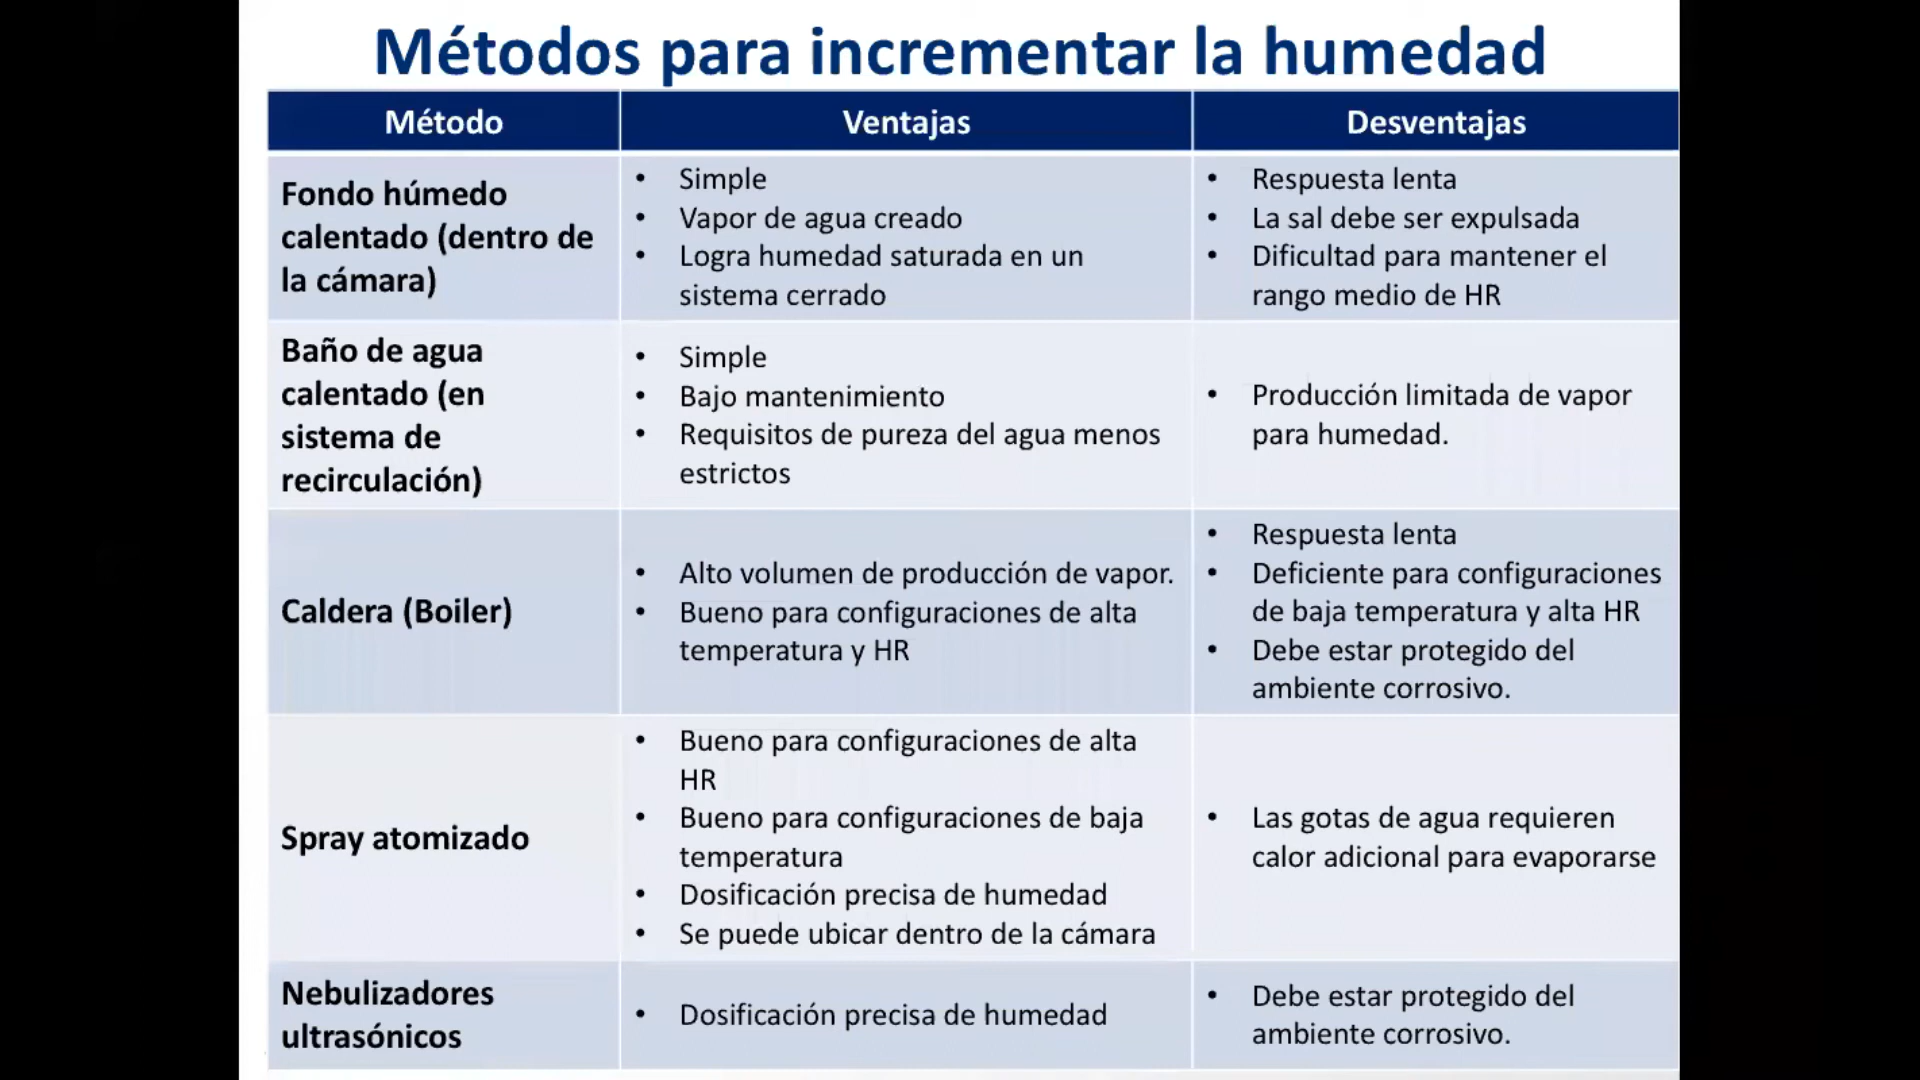 Métodos para incrementar la humedad
Método
Ventajas
Desventajas
Fondo húmedo
calentado (dentro de
la cámara)
• Simple
• Vapor de agua creado
• Logra humedad saturada en un
sistema cerrado
• Respuesta lenta
• La sal debe ser expulsada
• Dificultad para mantener el
rango medio de HR
Baño de agua
calentado (en
sistema de
recirculación)
• Simple
• Bajo mantenimiento
• Requisitos de pureza del agua menos
estrictos
• Producción limitada de vapor
para humedad.
Caldera (Boiler)
• Alto volumen de producción de vapor.
• Bueno para configuraciones de alta
temperatura y HR
• Respuesta lenta
• Deficiente para configuraciones
de baja temperatura y alta HR
• Debe estar protegido del
ambiente corrosivo.
Spray atomizado
• Bueno para configuraciones de alta
HR
• Bueno para configuraciones de baja
temperatura
• Dosificación precisa de humedad
• Se puede ubicar dentro de la cámara
• Las gotas de agua requieren
calor adicional para evaporarse
Nebulizadores
ultrasónicos
• Dosificación precisa de humedad
• Debe estar protegido del
ambiente corrosivo.